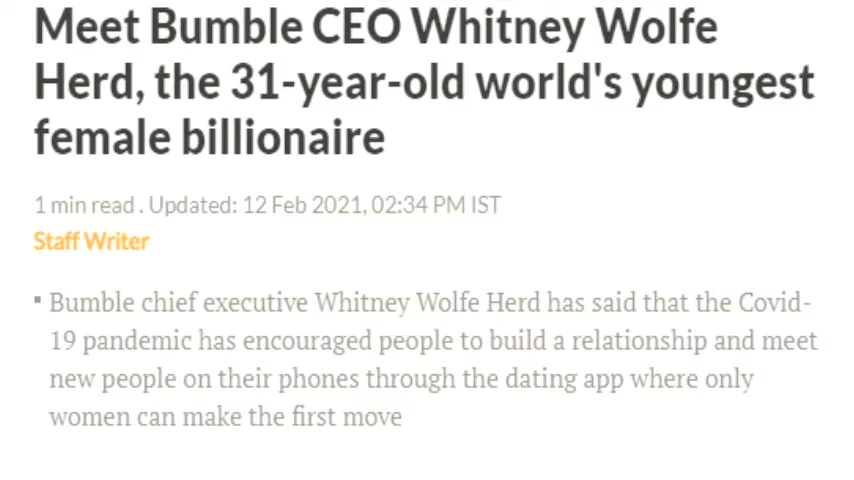 Meet Bumble CEO Whitney Wolfe
Herd, the 31-year-old world's youngest
female billionaire
1 min read . Updated: 12 Feb 2021, 02:34 PM IST
Staff Writer
▪ Bumble chief executive Whitney Wolfe Herd has said that the Covid-
19 pandemic has encouraged people to build a relationship and meet
new people on their phones through the dating app where only
women can make the first move